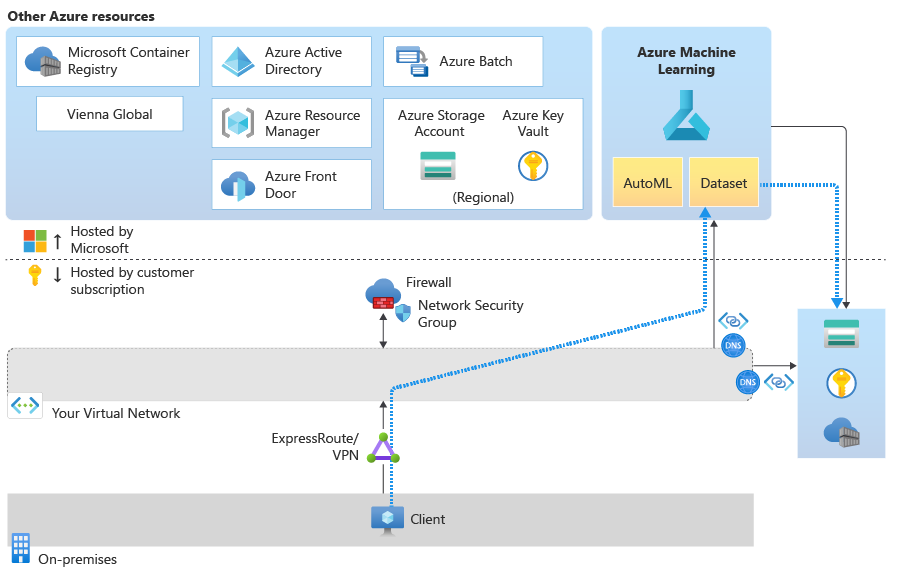 Other Azure resources
Microsoft Container
Registry
Azure Active
Directory
Azure Batch
Vienna Global
Azure Resource
Manager
Azure Storage
Account
Azure Key
Vault
Azure Front
Door
(Regional)
Azure Machine
Learning
AutoML
Dataset
Hosted by
Microsoft
Hosted by customer
subscription
Firewall
Network Security
Group
DNS
DNS
Your Virtual Network
ExpressRoute/
VPN
Client
On-premises